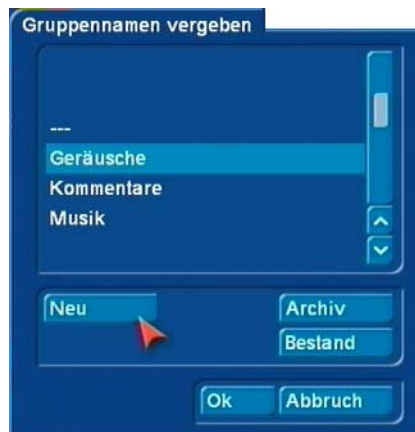 Gruppennamen vergeben
---
Geräusche
Kommentare
Musik
Neu
Archiv
Bestand
Ok
Abbruch